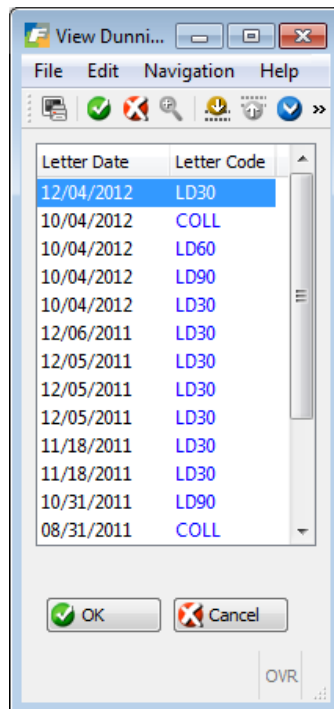 View Dunni...
File Edit Navigation Help
»
Letter Date Letter Code
12/04/2012 LD30
10/04/2012 COLL
10/04/2012 LD60
10/04/2012 LD90
10/04/2012 LD30
12/06/2011 LD30
12/05/2011 LD30
12/05/2011 LD30
12/05/2011 LD30
11/18/2011 LD30
11/18/2011 LD30
10/31/2011 LD90
08/31/2011 COLL
OK Cancel
OVR